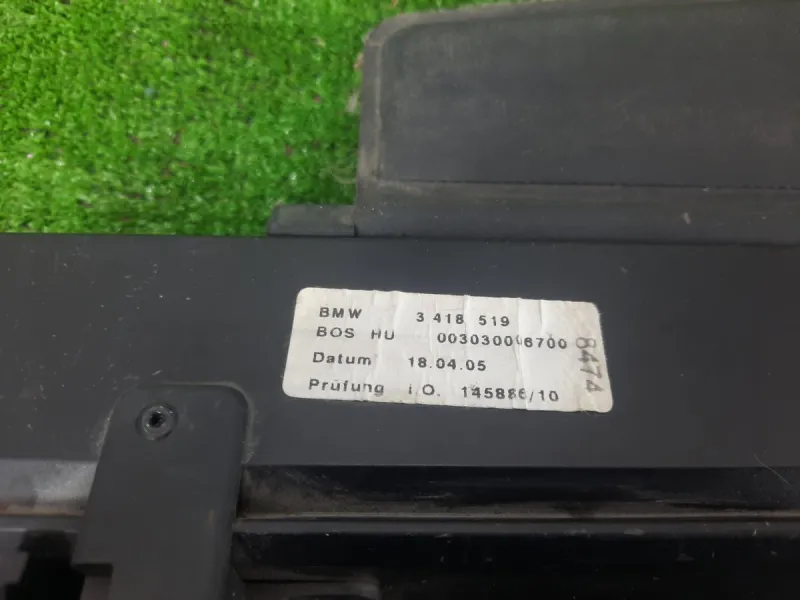 BMW 3 418 519
BOS HU 003030006700
Datum 18.04.05
Prüfung i.O. 145886/10
8474